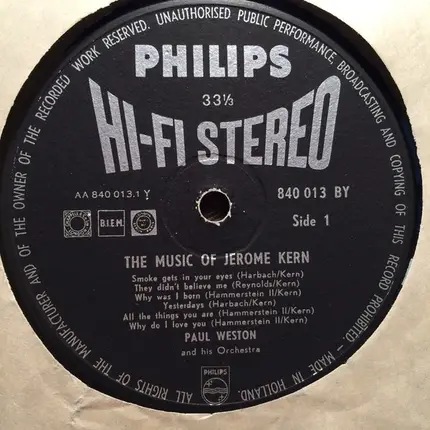 ALL RIGHTS OF THE MANUFACTURER AND OF THE OWNER OF THE RECORDED WORK RESERVED. UNAUTHORISED PUBLIC PERFORMANCE, BROADCASTING AND COPYING OF THIS RECORD PROHIBITED. – MADE IN HOLLAND.
PHILIPS
33⅓
HI-FI STEREO
AA 840 013.1 Y
840 013 BY
B.I.E.M.
Side 1
THE MUSIC OF JEROME KERN
Smoke gets in your eyes (Harbach/Kern)
They didn't believe me (Reynolds/Kern)
Why was I born (Hammerstein II/Kern)
Yesterdays (Harbach/Kern)
All the things you are (Hammerstein II/Kern)
Why do I love you (Hammerstein II/Kern)
PAUL WESTON
and his Orchestra
PHILIPS